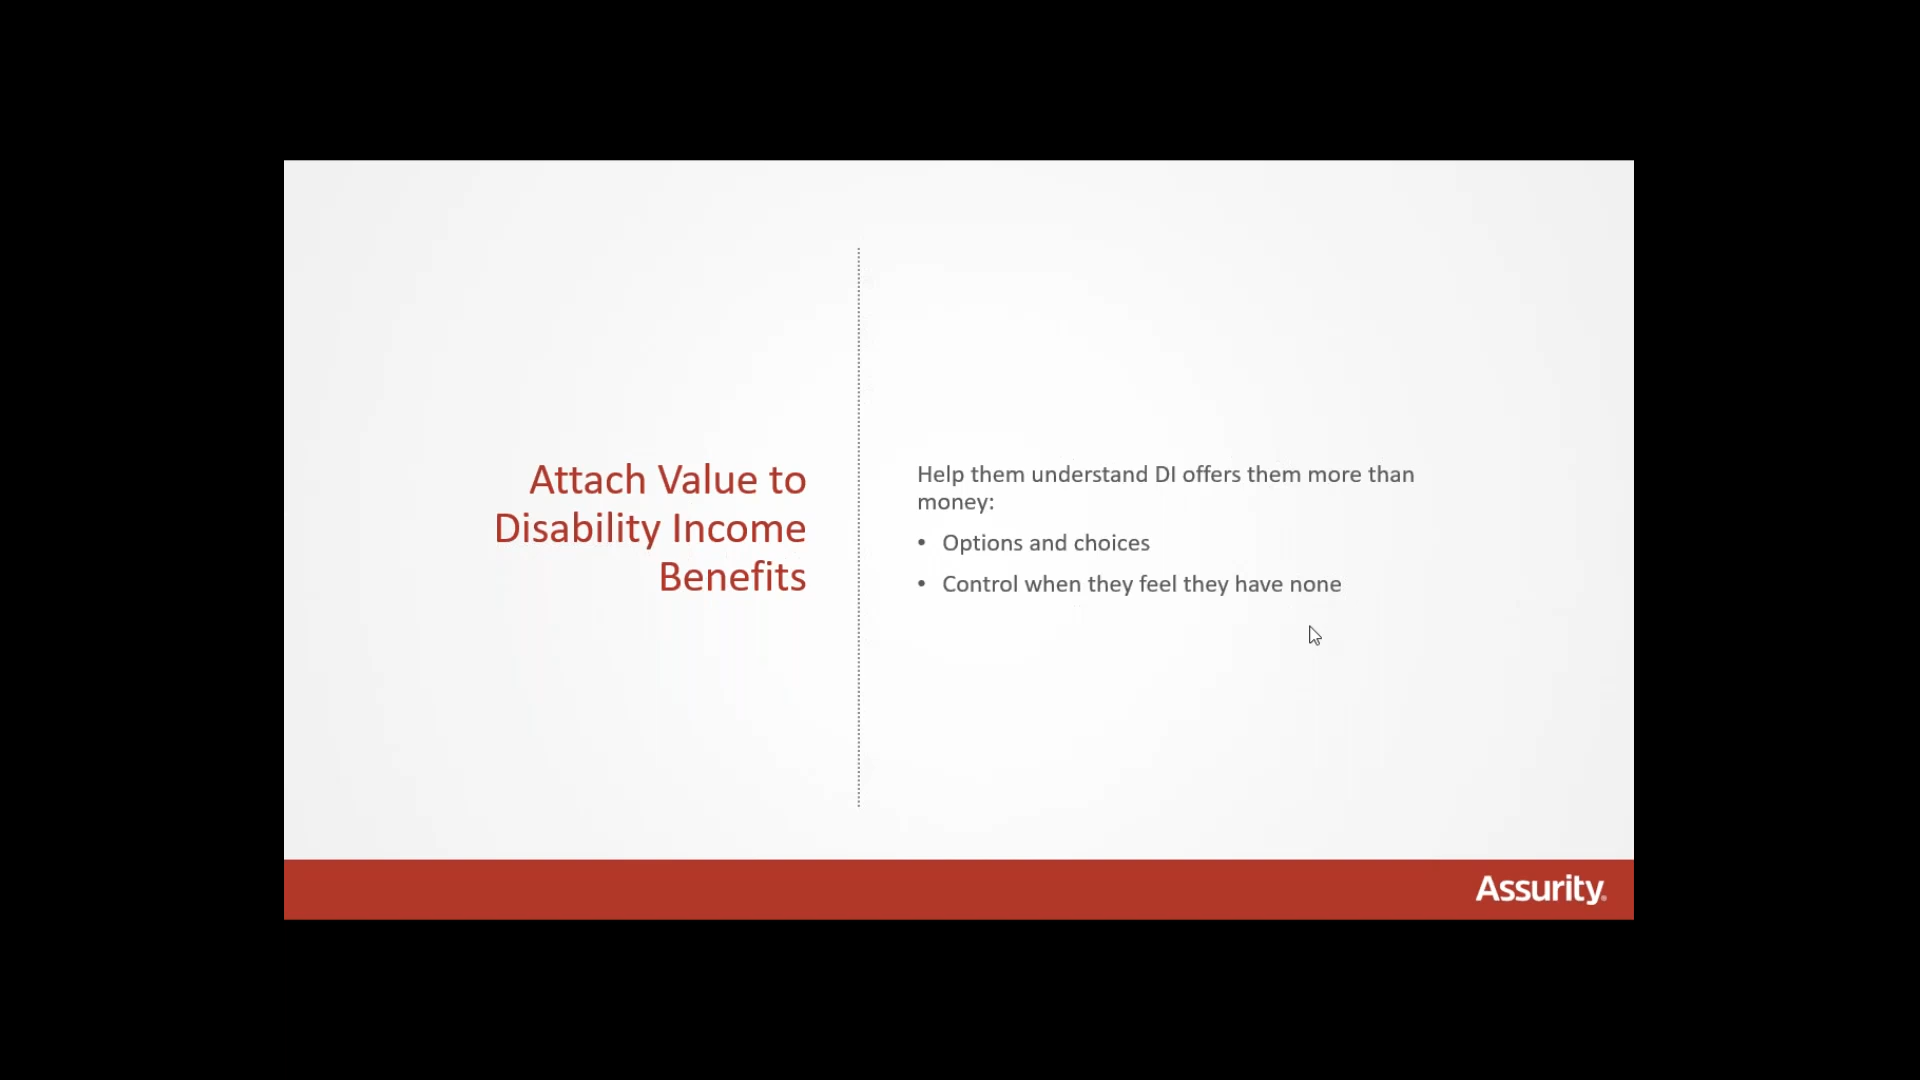 Attach Value to
Disability Income
Benefits
Help them understand DI offers them more than
money:
• Options and choices
• Control when they feel they have none
Assurity®